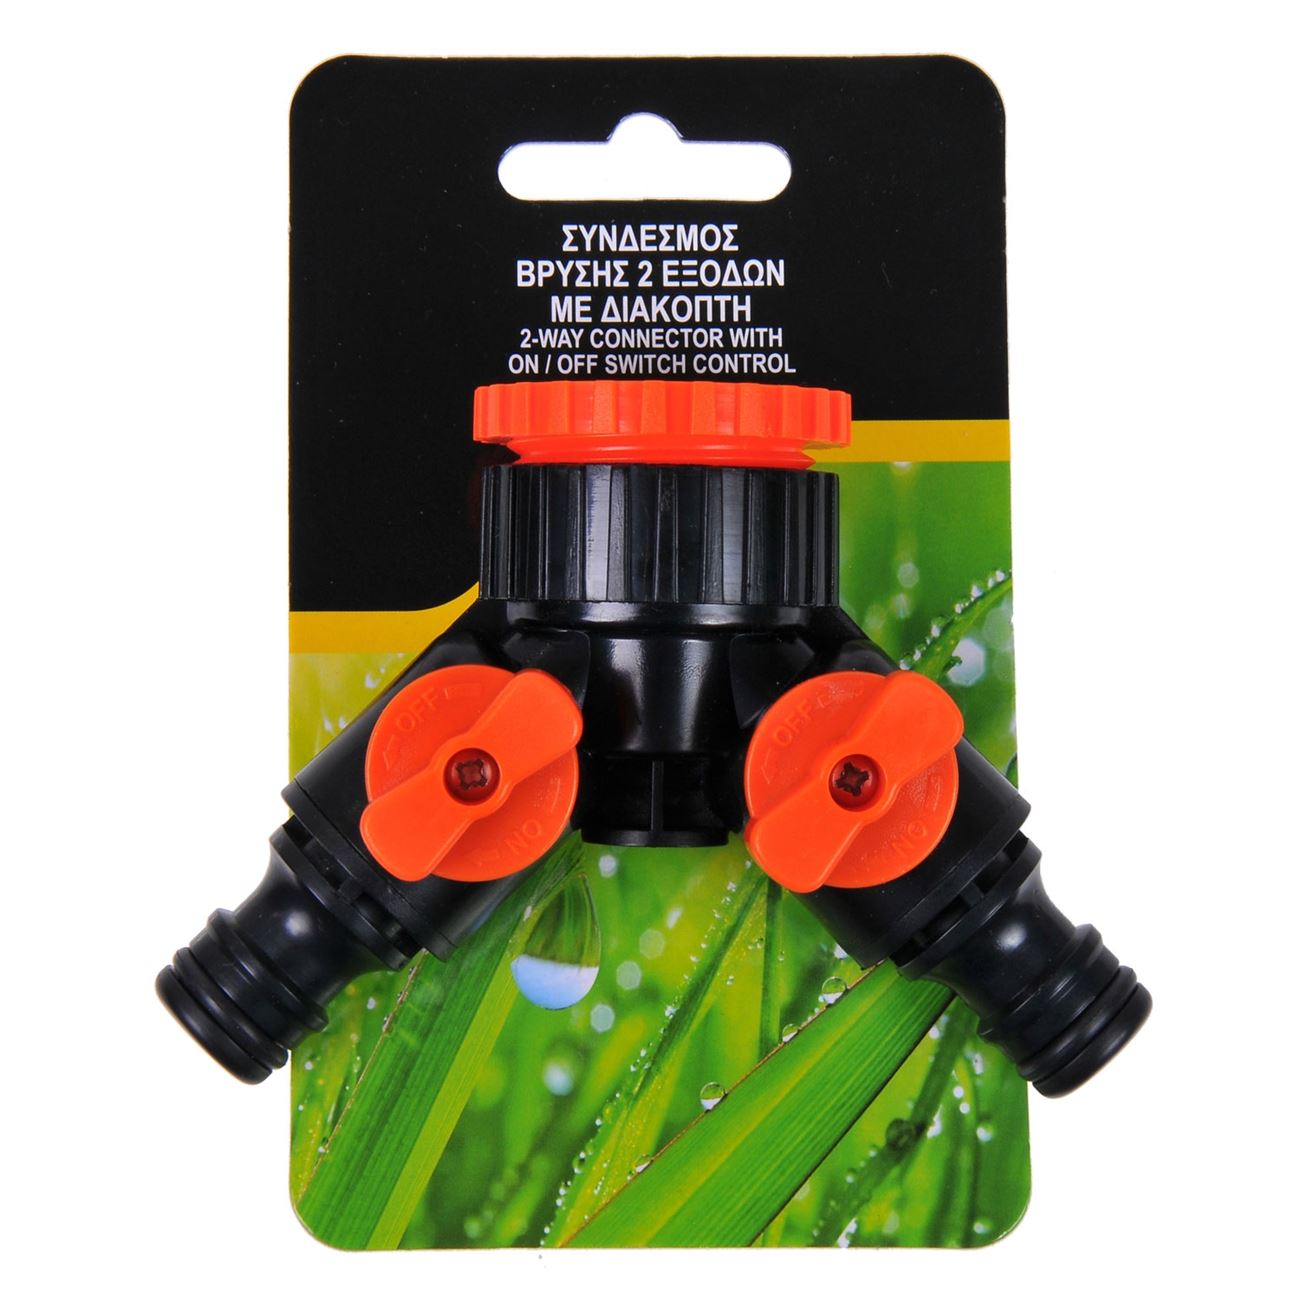 ΣΥΝΔΕΣΜΟΣ
ΒΡΥΣΗΣ 2 ΕΞΟΔΩΝ
ΜΕ ΔΙΑΚΟΠΤΗ
2-WAY CONNECTOR WITH
ON / OFF SWITCH CONTROL
OFF
ON
OFF
ON